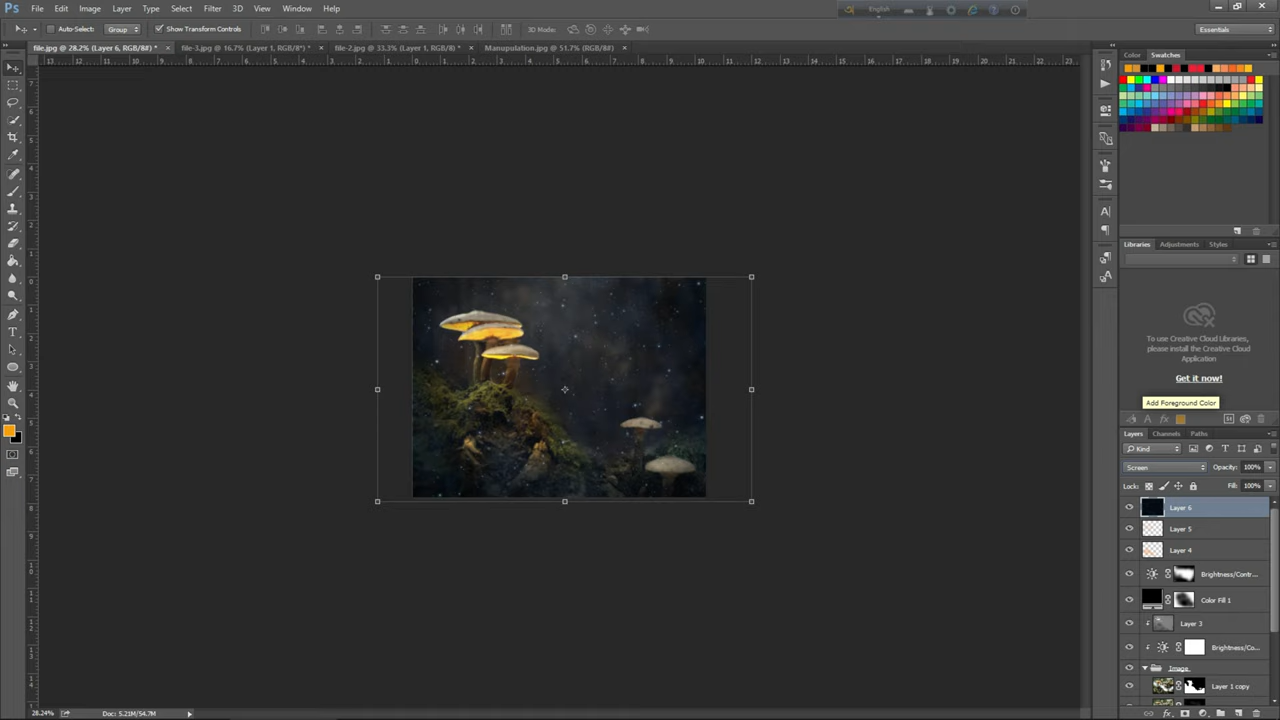 Ps File Edit Image Layer Type Select Filter 3D View Window Help
English
Auto-Select: Group Show Transform Controls 3D Mode: Essentials
file.jpg @ 28.2% (Layer 6, RGB/8#) * × file-3.jpg @ 16.7% (Layer 1, RGB/8*) * × file-2.jpg @ 33.3% (Layer 1, RGB/8) * × Manupulation.jpg @ 51.7% (RGB/8#) ×
Color Swatches
Libraries Adjustments Styles
To use Creative Cloud Libraries,
please install the Creative Cloud
Application
Get it now!
Add Foreground Color
Layers Channels Paths
Kind
Screen Opacity: 100%
Lock: Fill: 100%
Layer 6
Layer 5
Layer 4
Brightness/Contr...
Color Fill 1
Layer 3
Brightness/Co...
Image
Layer 1 copy
28.24% Doc: 5.21M/54.7M